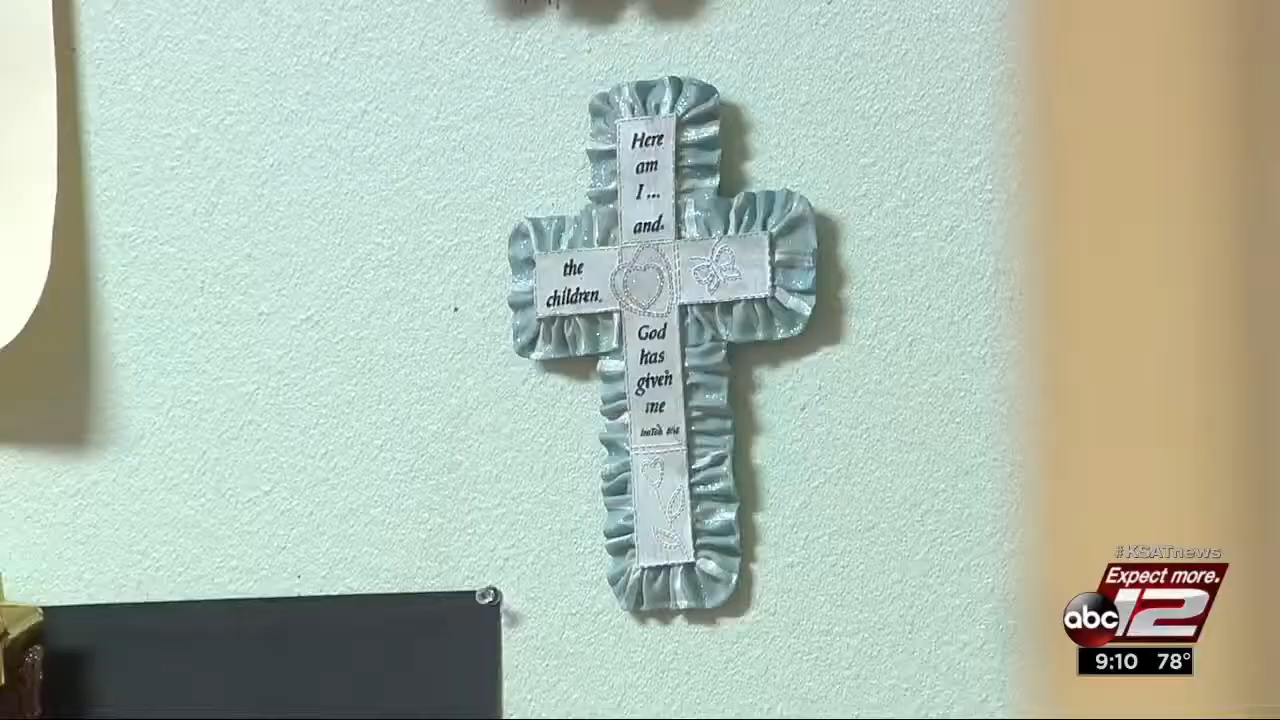 Here
am
I...
and
the
children
God
has
given
me
#KSATnews
Expect more.
abc 12
9:10 78°